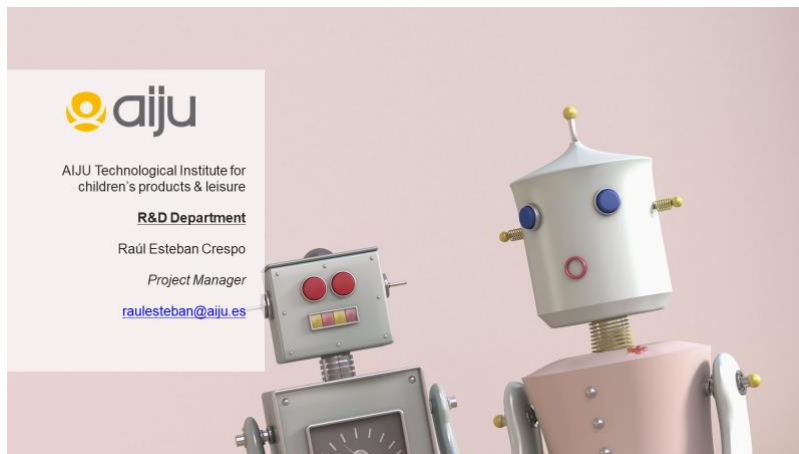 aiju
AIJU Technological Institute for
children's products & leisure
R&D Department
Raúl Esteban Crespo
Project Manager
raulesteban@aiju.es